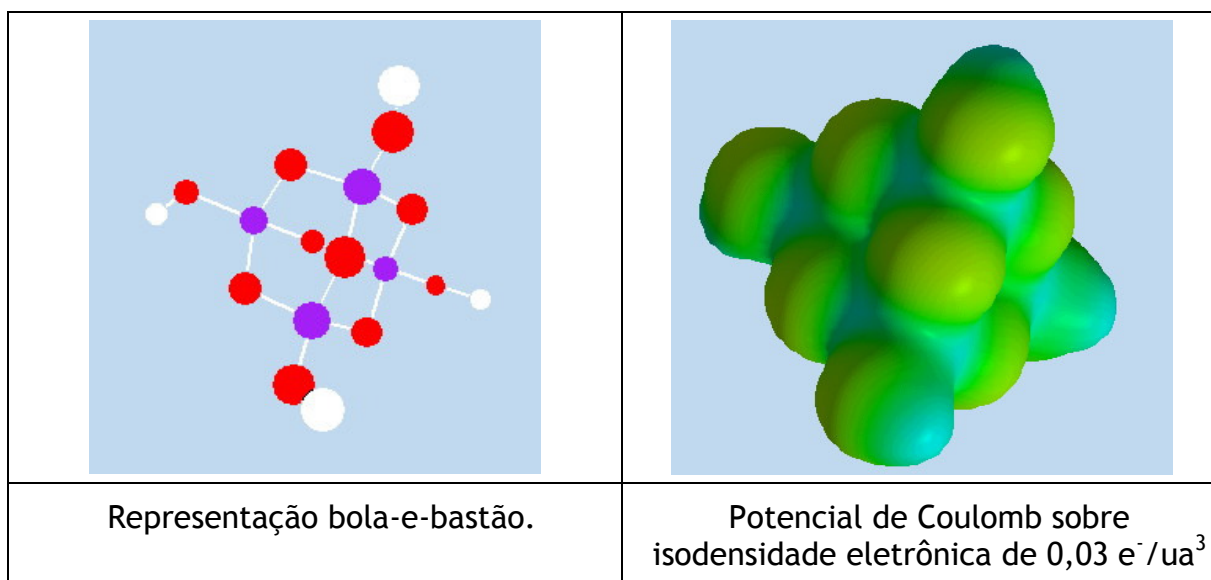 Representação bola-e-bastão.
Potencial de Coulomb sobre
isodensidade eletrônica de 0,03 e⁻/ua³